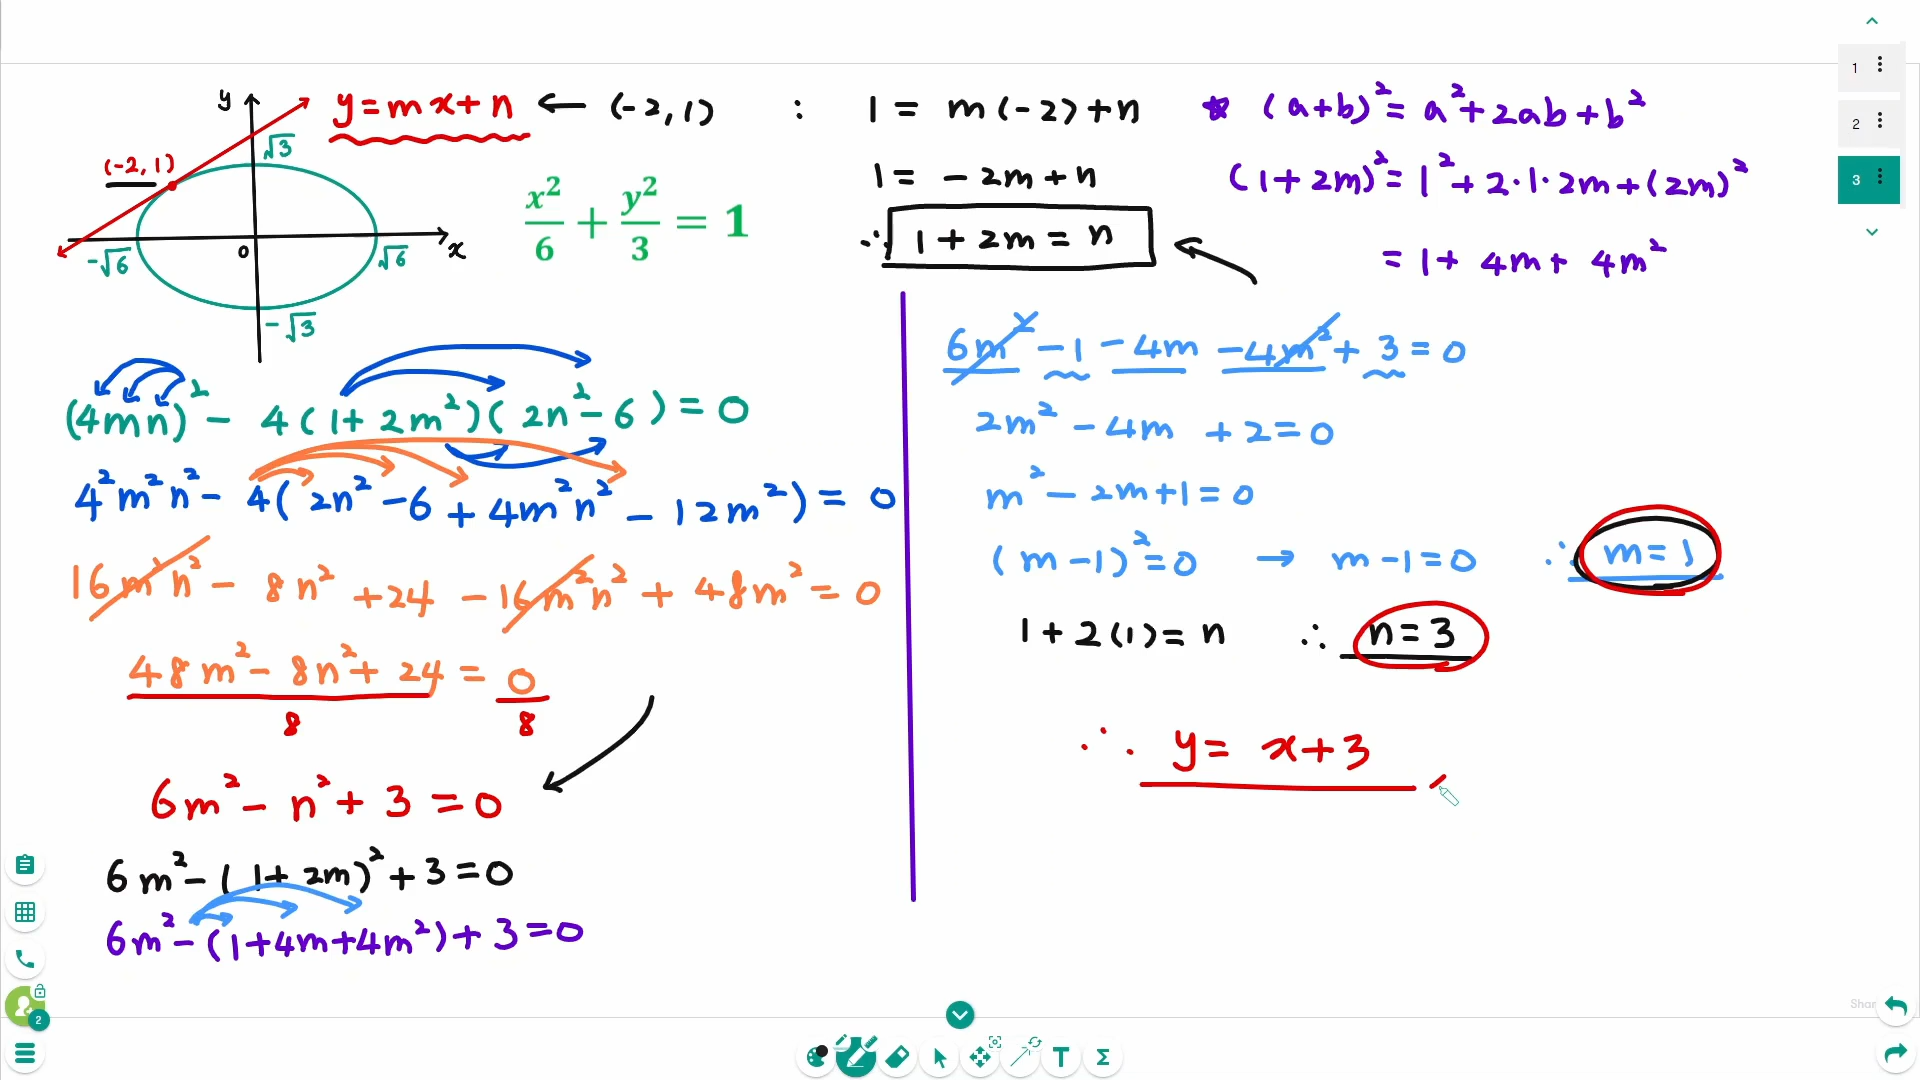 y
√3
(-2,1)
-√6
0
√6
x
-√3
y=mx+n ← (-2,1) : 1 = m(-2)+n
x²/6 + y²/3 = 1
1 = -2m+n
∴ 1+2m = n
* (a+b)² = a²+2ab+b²
(1+2m)² = 1²+2·1·2m+(2m)²
= 1+4m+4m²
(4mn)² - 4(1+2m²)(2n²-6) = 0
4²m²n² - 4(2n²-6+4m²n²-12m²) = 0
16m²n² - 8n² +24 -16m²n² + 48m² = 0
48m² - 8n² + 24 = 0
8 8
6m² - n² + 3 = 0
6m² - (1+2m)² + 3 = 0
6m² - (1+4m+4m²) + 3 = 0
6m² - 1 - 4m - 4m² + 3 = 0
2m² - 4m + 2 = 0
m² - 2m + 1 = 0
(m-1)² = 0 → m-1 = 0 ∴ m = 1
1+2(1) = n ∴ n = 3
∴ y = x+3
1
2
3
2
T
Σ
Shar